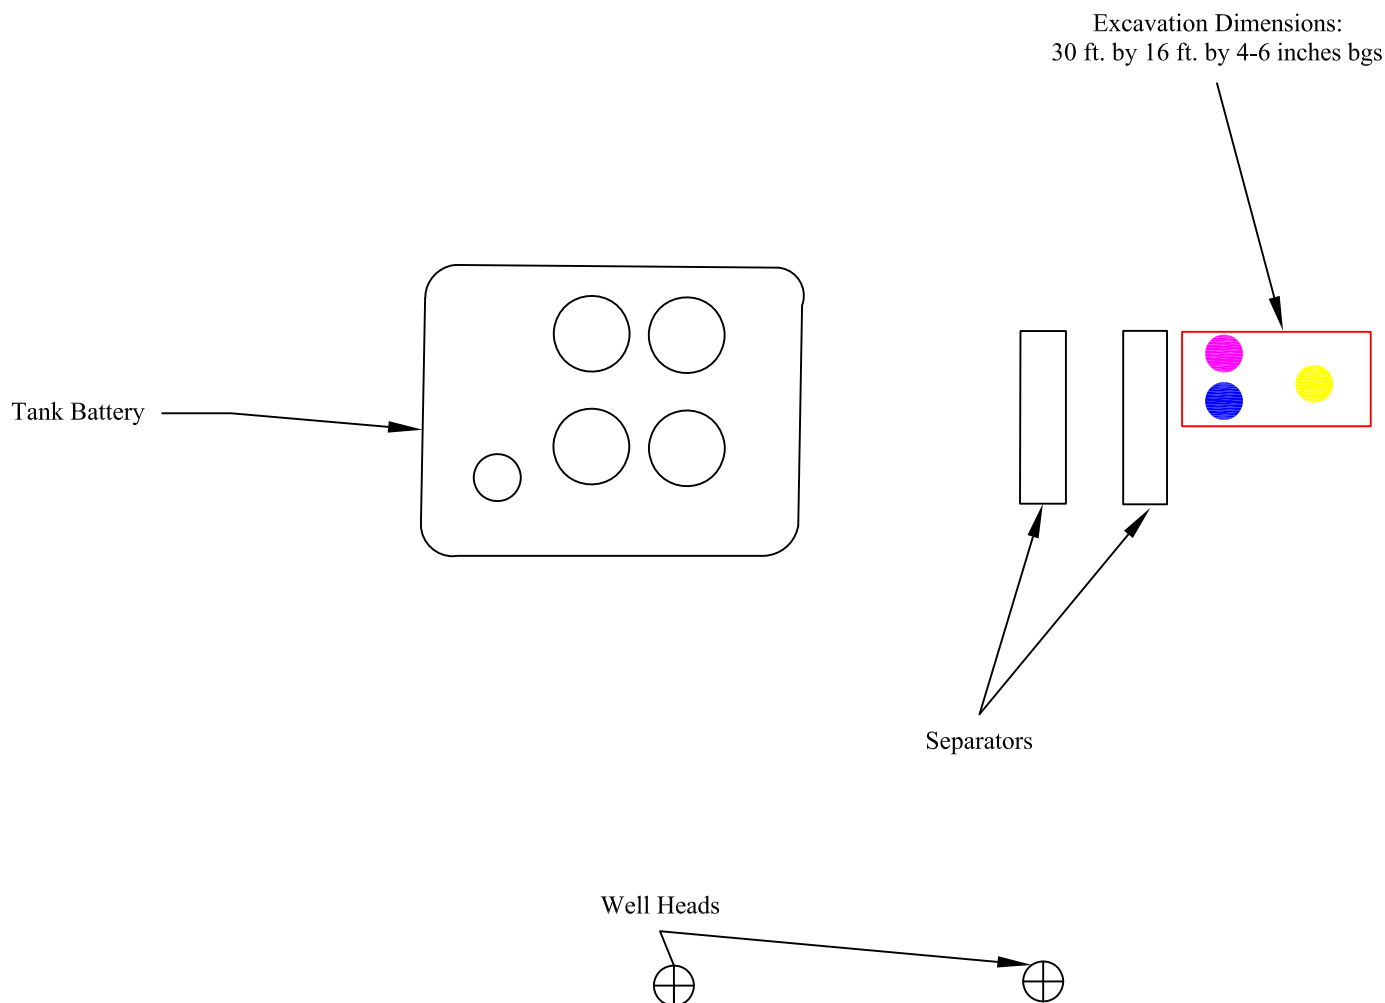 Excavation Dimensions:
30 ft. by 16 ft. by 4-6 inches bgs
Tank Battery
Separators
Well Heads